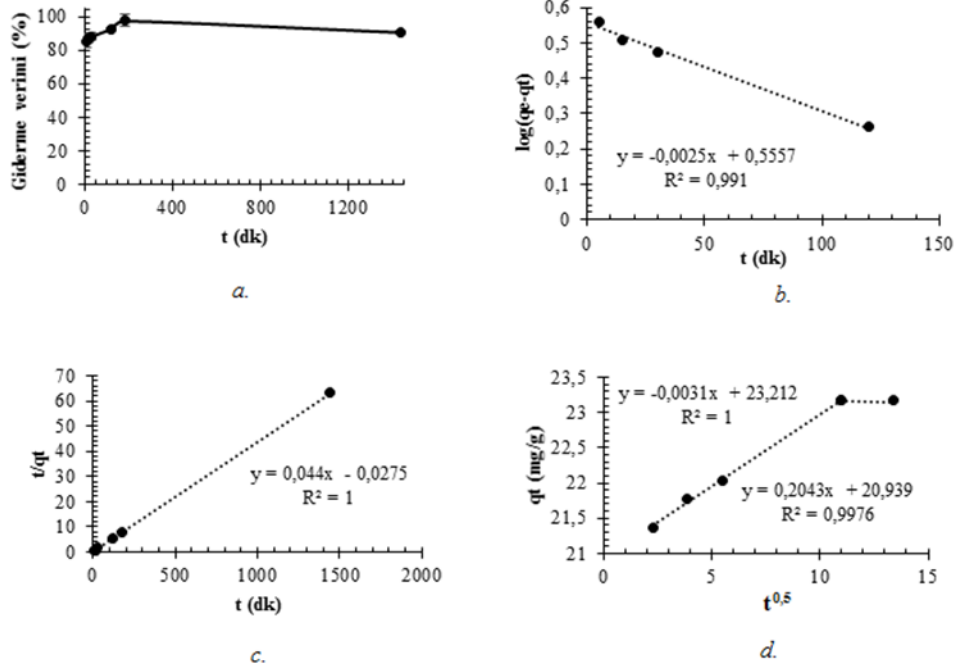 Giderme verimi (%)
100
80
60
40
20
0
0 400 800 1200
t (dk)
a.
log(qe-qt)
0,6
0,5
0,4
0,3
0,2
0,1
0
y = -0,0025x + 0,5557
R² = 0,991
0 50 100 150
t (dk)
b.
t/qt
70
60
50
40
30
20
10
0
y = 0,044x - 0,0275
R² = 1
0 500 1000 1500 2000
t (dk)
c.
qt (mg/g)
23,5
23
22,5
22
21,5
21
y = -0,0031x + 23,212
R² = 1
y = 0,2043x + 20,939
R² = 0,9976
0 5 10 15
t⁰,⁵
d.